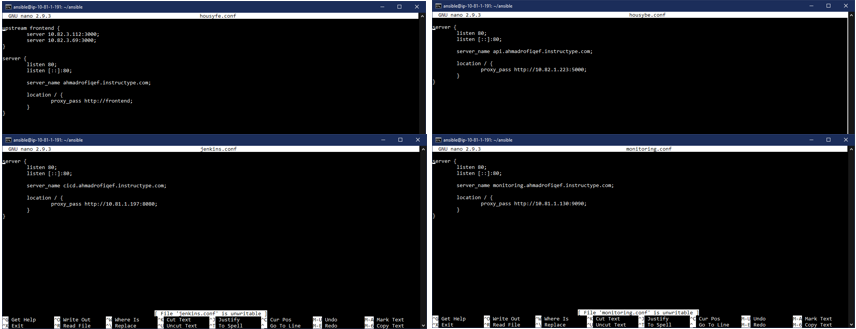 ansible@ip-10-81-1-191: ~/ansible
GNU nano 2.9.3 housyfe.conf
upstream frontend {
server 10.82.3.112:3000;
server 10.82.3.69:3000;
}
server {
listen 80;
listen [::]:80;
server_name ahmadrofiqef.instructype.com;
location / {
proxy_pass http://frontend;
}
}
ansible@ip-10-81-1-191: ~/ansible
GNU nano 2.9.3 housybe.conf
server {
listen 80;
listen [::]:80;
server_name api.ahmadrofiqef.instructype.com;
location / {
proxy_pass http://10.82.1.223:5000;
}
}
ansible@ip-10-81-1-191: ~/ansible
GNU nano 2.9.3 jenkins.conf
server {
listen 80;
listen [::]:80;
server_name cicd.ahmadrofiqef.instructype.com;
location / {
proxy_pass http://10.81.1.197:8080;
}
}
[ File 'jenkins.conf' is unwritable ]
^G Get Help ^O Write Out ^W Where Is ^K Cut Text ^J Justify ^C Cur Pos M-U Undo M-A Mark Text
^X Exit ^R Read File ^\ Replace ^U Uncut Text ^T To Spell ^_ Go To Line M-E Redo M-6 Copy Text
ansible@ip-10-81-1-191: ~/ansible
GNU nano 2.9.3 monitoring.conf
server {
listen 80;
listen [::]:80;
server_name monitoring.ahmadrofiqef.instructype.com;
location / {
proxy_pass http://10.81.1.130:9090;
}
}
[ File 'monitoring.conf' is unwritable ]
^G Get Help ^O Write Out ^W Where Is ^K Cut Text ^J Justify ^C Cur Pos M-U Undo M-A Mark Text
^X Exit ^R Read File ^\ Replace ^U Uncut Text ^T To Spell ^_ Go To Line M-E Redo M-6 Copy Text